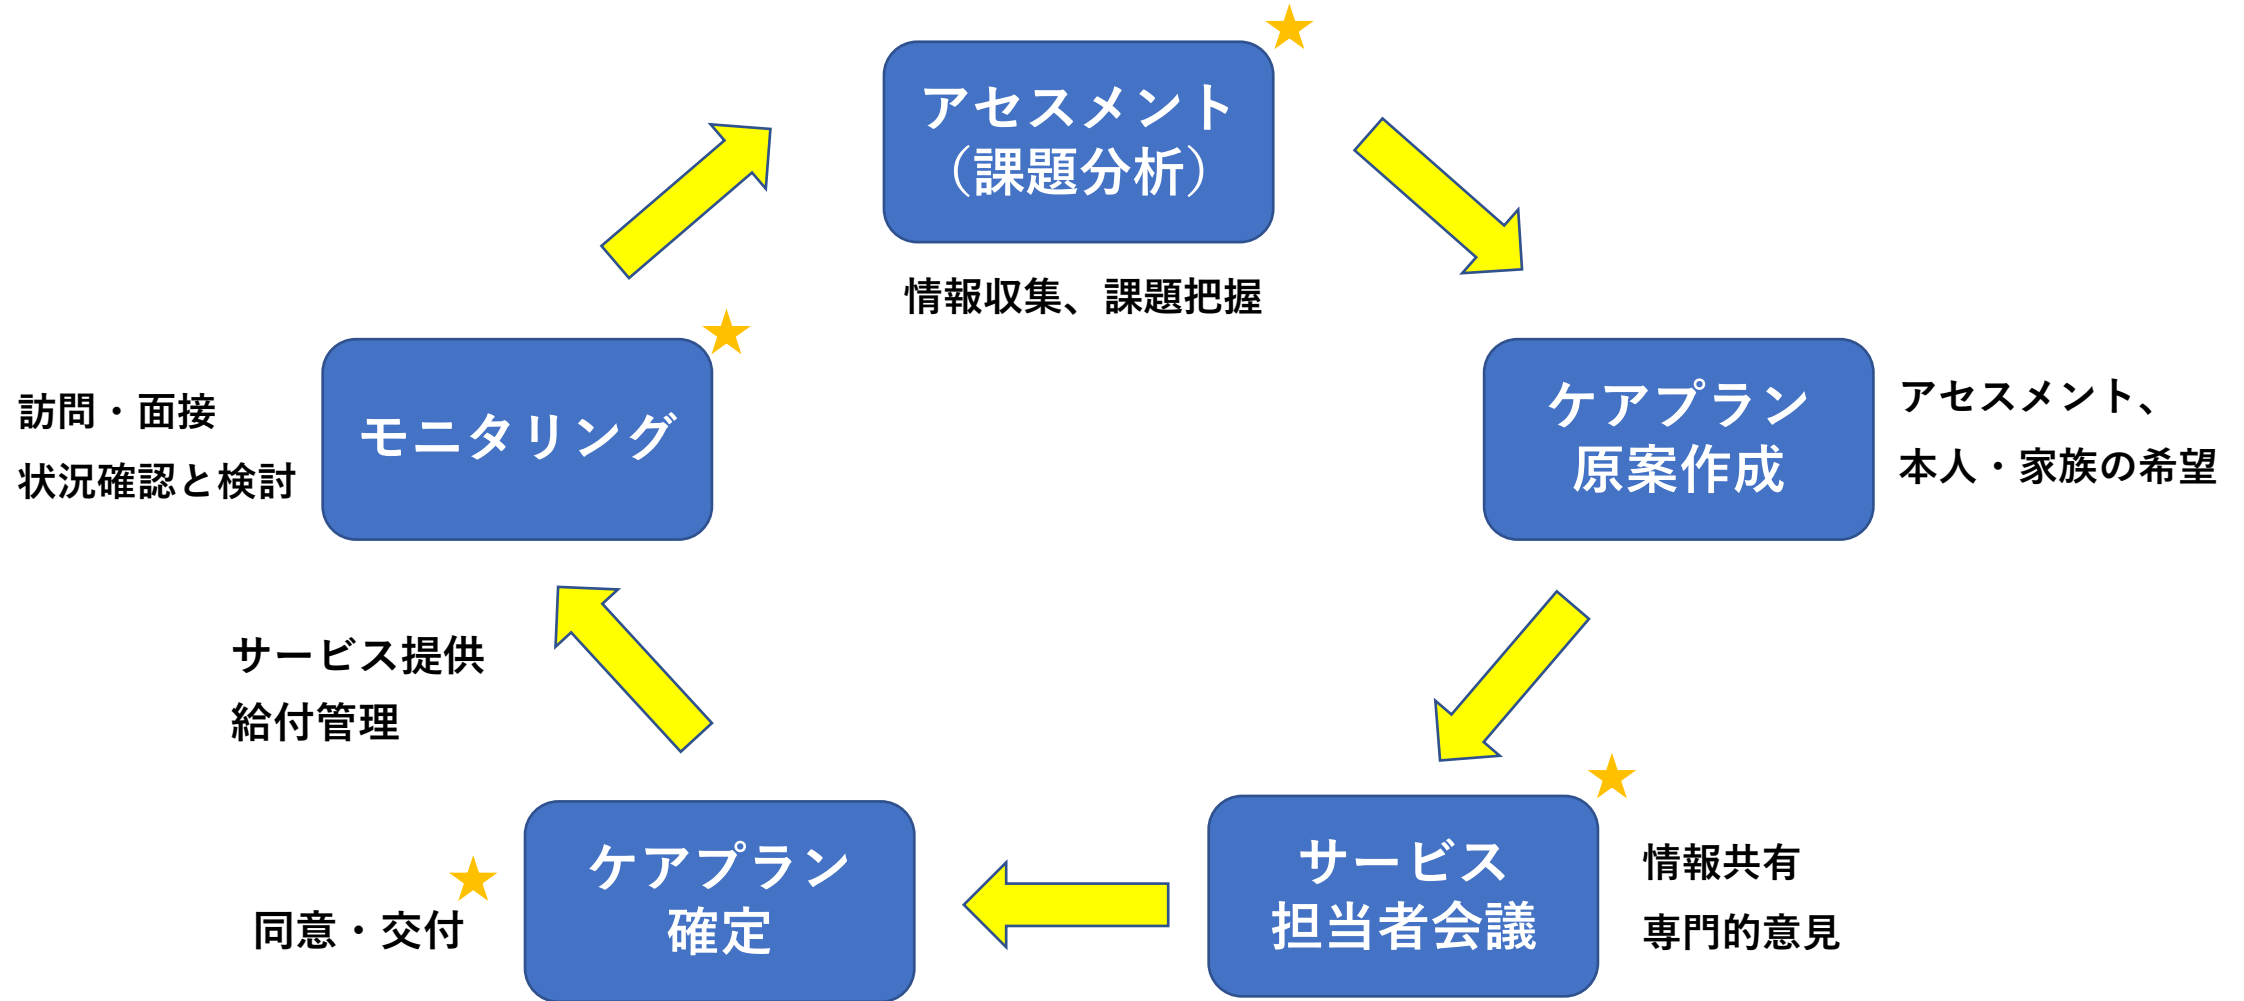 アセスメント
（課題分析）
情報収集、課題把握
ケアプラン
原案作成
アセスメント、
本人・家族の希望
サービス
担当者会議
情報共有
専門的意見
ケアプラン
確定
同意・交付
サービス提供
給付管理
モニタリング
訪問・面接
状況確認と検討